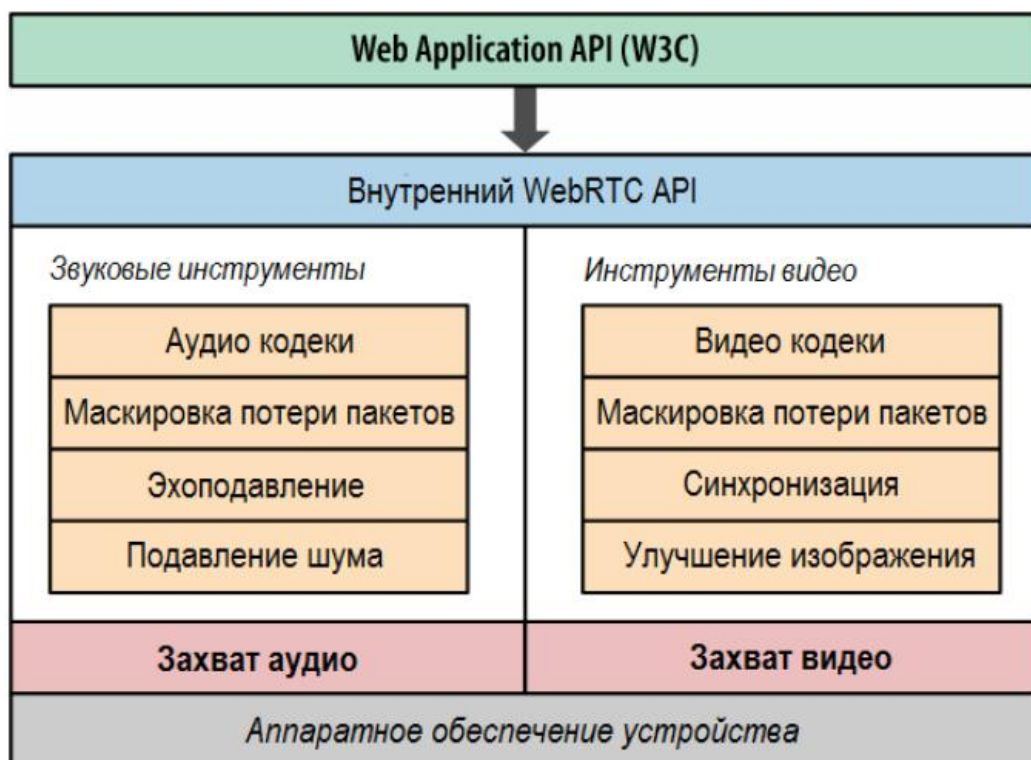 Web Application API (W3C)
Внутренний WebRTC API
Звуковые инструменты
Аудио кодеки
Маскировка потери пакетов
Эхоподавление
Подавление шума
Инструменты видео
Видео кодеки
Маскировка потери пакетов
Синхронизация
Улучшение изображения
Захват аудио
Захват видео
Аппаратное обеспечение устройства